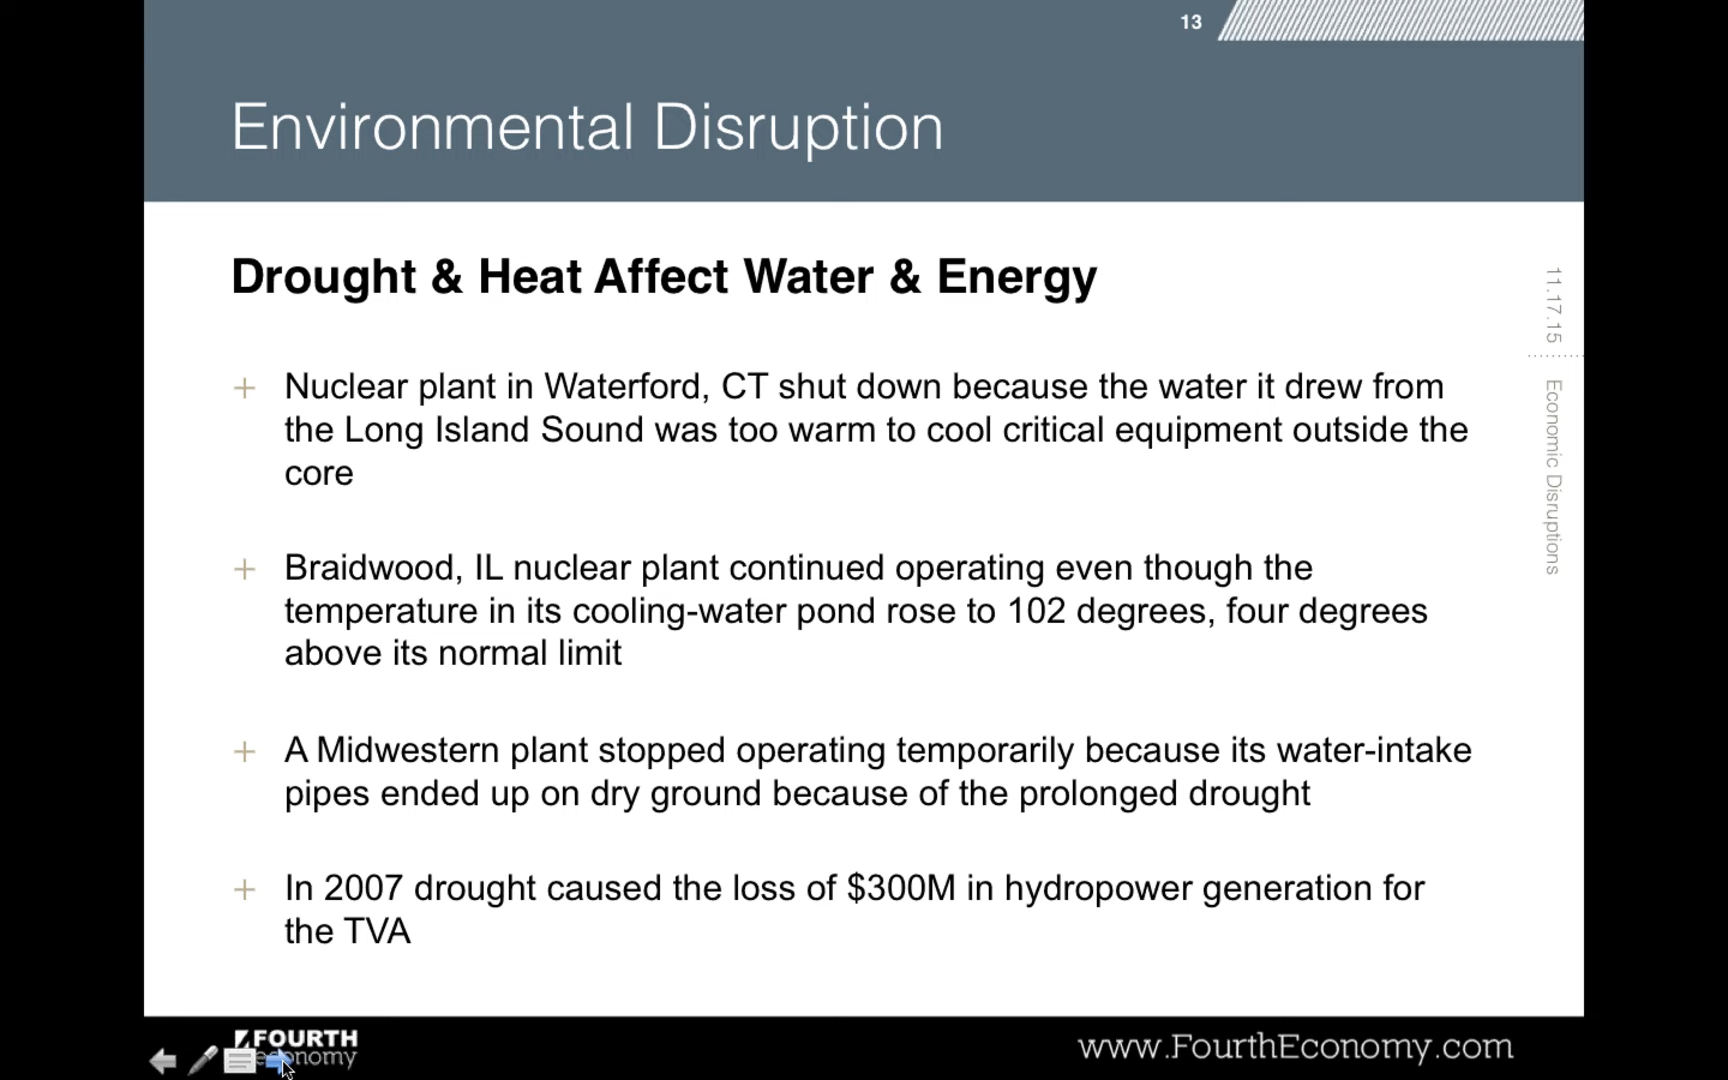 13
Environmental Disruption
Drought & Heat Affect Water & Energy
+ Nuclear plant in Waterford, CT shut down because the water it drew from
the Long Island Sound was too warm to cool critical equipment outside the
core
+ Braidwood, IL nuclear plant continued operating even though the
temperature in its cooling-water pond rose to 102 degrees, four degrees
above its normal limit
+ A Midwestern plant stopped operating temporarily because its water-intake
pipes ended up on dry ground because of the prolonged drought
+ In 2007 drought caused the loss of $300M in hydropower generation for
the TVA
11.17.15
Economic Disruptions
FOURTH
economy
www.FourthEconomy.com